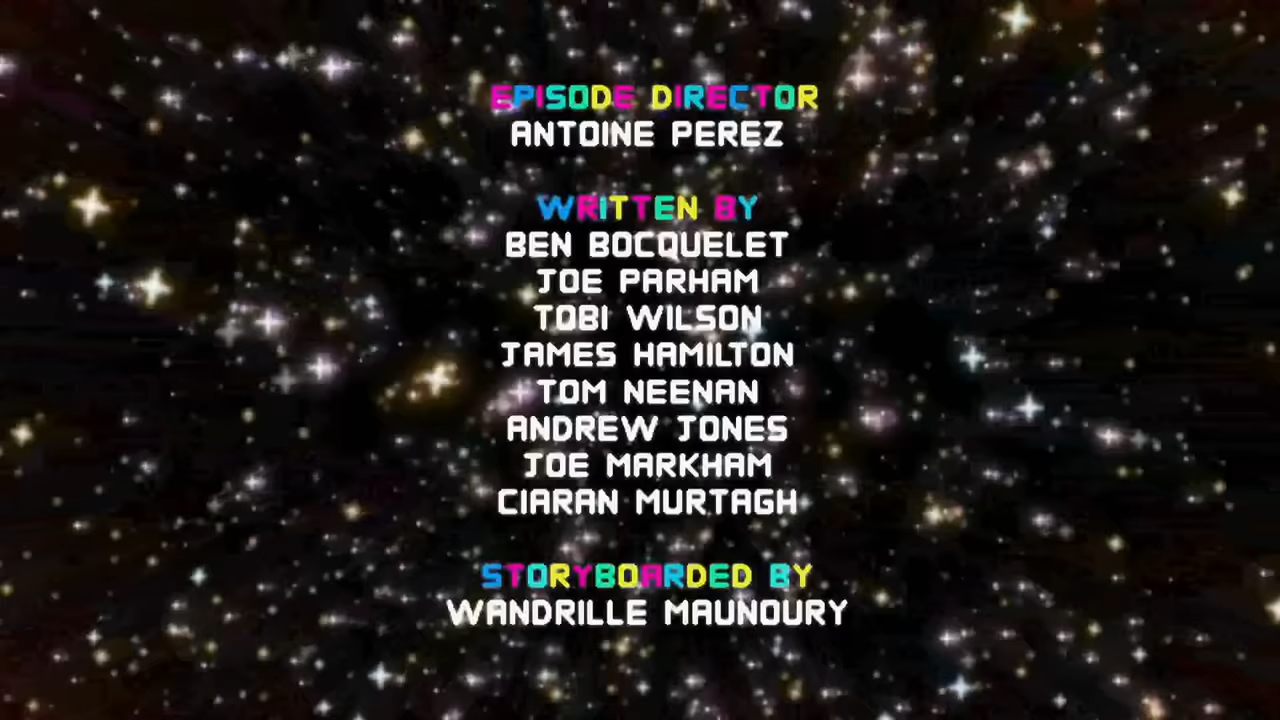 EPISODE DIRECTOR
ANTOINE PEREZ
WRITTEN BY
BEN BOCQUELET
JOE PARHAM
TOBI WILSON
JAMES HAMILTON
TOM NEENAN
ANDREW JONES
JOE MARKHAM
CIARAN MURTAGH
STORYBOARDED BY
WANDRILLE MAUNOURY